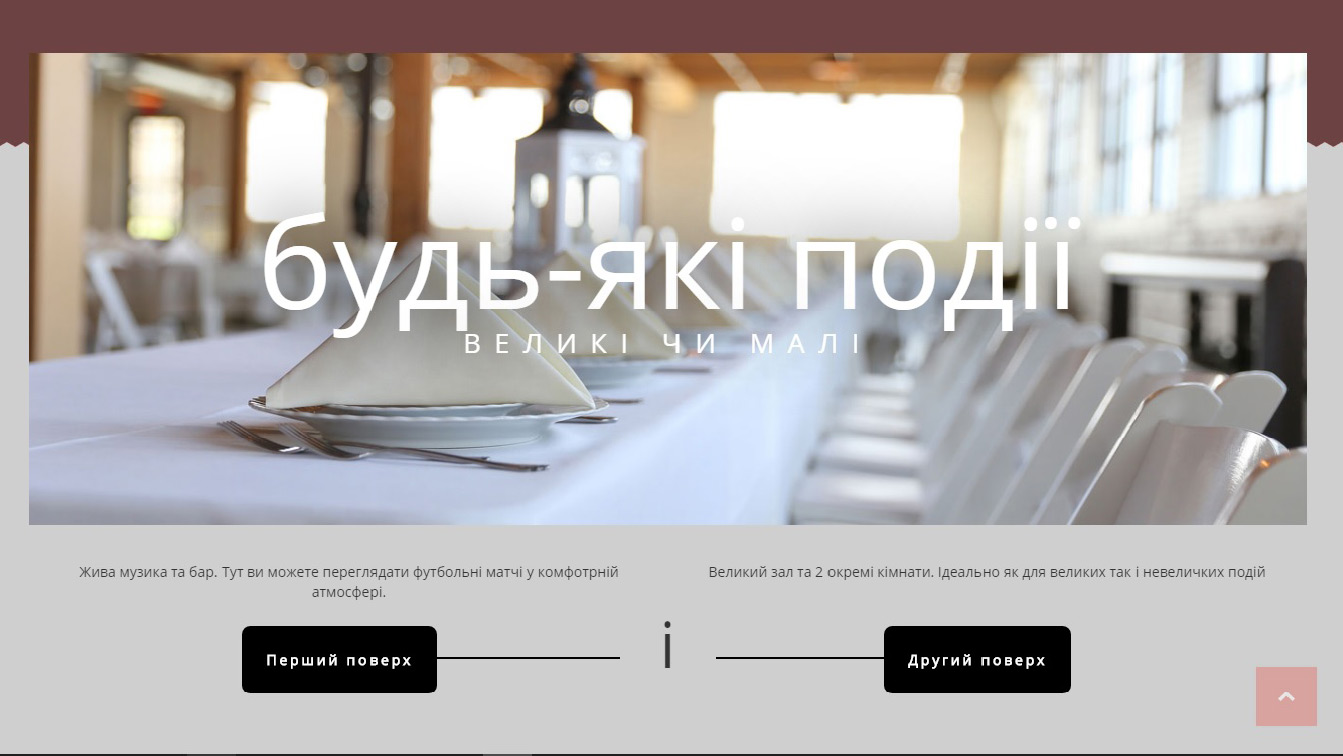 будь-які події
ВЕЛИКІ ЧИ МАЛІ
Жива музика та бар. Тут ви можете переглядати футбольні матчі у комфотрній
атмосфері.
Великий зал та 2 окремі кімнати. Ідеально як для великих так і невеличких подій
Перший поверх
і
Другий поверх